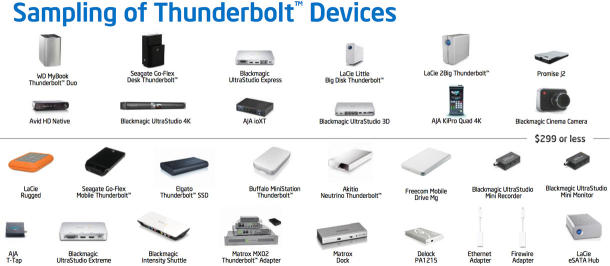 Sampling of Thunderbolt™ Devices
WD MyBook
Thunderbolt™ Duo
Seagate Go-Flex
Desk Thunderbolt™
Blackmagic
UltraStudio Express
LaCie Little
Big Disk Thunderbolt™
LaCie 2Big Thunderbolt™
Promise J2
Avid HD Native
Blackmagic UltraStudio 4K
AJA ioXT
Blackmagic UltraStudio 3D
AJA KiPro Quad 4K
Blackmagic Cinema Camera
$299 or less
LaCie
Rugged
Seagate Go-Flex
Mobile Thunderbolt™
Elgato
Thunderbolt™ SSD
Buffalo MiniStation
Thunderbolt™
Akitio
Neutrino Thunderbolt™
Freecom Mobile
Drive Mg
Blackmagic UltraStudio
Mini Recorder
Blackmagic UltraStudio
Mini Monitor
AJA
T-Tap
Blackmagic
UltraStudio Extreme
Blackmagic
Intensity Shuttle
Matrox MXO2
Thunderbolt™ Adapter
Matrox
Dock
Delock
PA1215
Ethernet
Adapter
Firewire
Adapter
LaCie
eSATA Hub